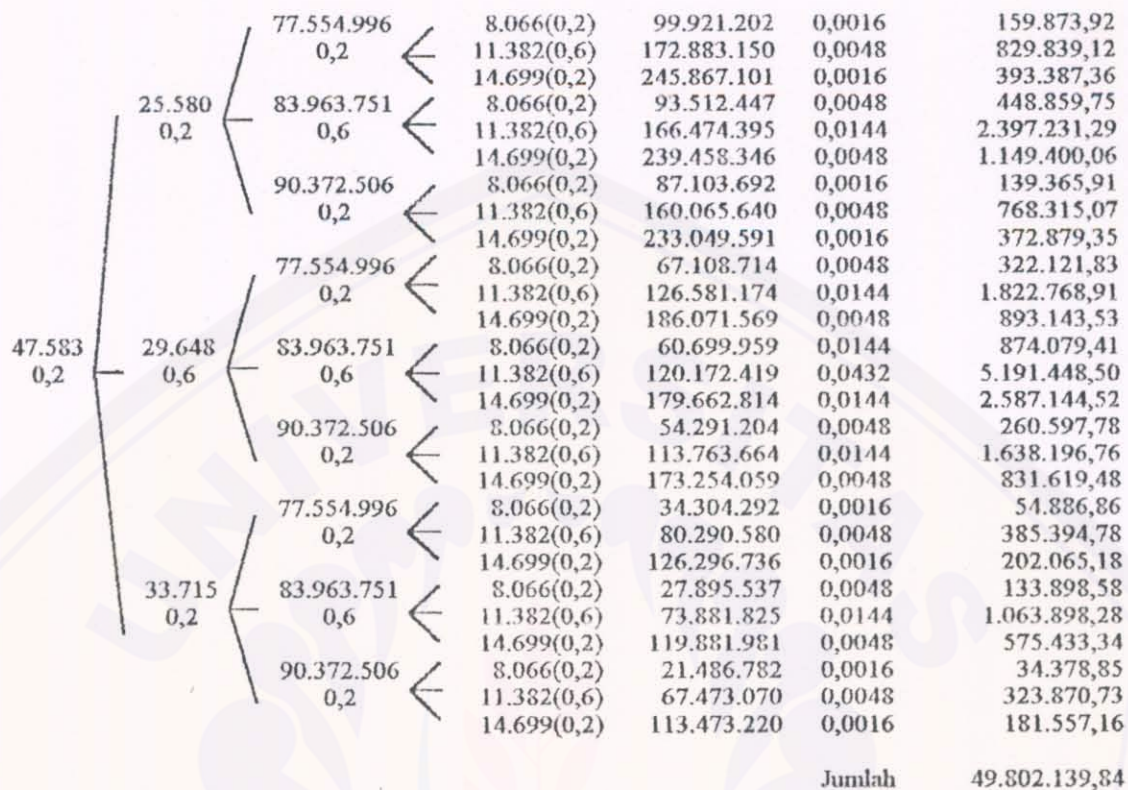 77.554.996 8.066(0,2) 99.921.202 0,0016 159.873,92
0,2 11.382(0,6) 172.883.150 0,0048 829.839,12
14.699(0,2) 245.867.101 0,0016 393.387,36
25.580 83.963.751 8.066(0,2) 93.512.447 0,0048 448.859,75
0,2 0,6 11.382(0,6) 166.474.395 0,0144 2.397.231,29
14.699(0,2) 239.458.346 0,0048 1.149.400,06
90.372.506 8.066(0,2) 87.103.692 0,0016 139.365,91
0,2 11.382(0,6) 160.065.640 0,0048 768.315,07
14.699(0,2) 233.049.591 0,0016 372.879,35
77.554.996 8.066(0,2) 67.108.714 0,0048 322.121,83
0,2 11.382(0,6) 126.581.174 0,0144 1.822.768,91
14.699(0,2) 186.071.569 0,0048 893.143,53
47.583 29.648 83.963.751 8.066(0,2) 60.699.959 0,0144 874.079,41
0,2 0,6 0,6 11.382(0,6) 120.172.419 0,0432 5.191.448,50
14.699(0,2) 179.662.814 0,0144 2.587.144,52
90.372.506 8.066(0,2) 54.291.204 0,0048 260.597,78
0,2 11.382(0,6) 113.763.664 0,0144 1.638.196,76
14.699(0,2) 173.254.059 0,0048 831.619,48
77.554.996 8.066(0,2) 34.304.292 0,0016 54.886,86
0,2 11.382(0,6) 80.290.580 0,0048 385.394,78
14.699(0,2) 126.296.736 0,0016 202.065,18
33.715 83.963.751 8.066(0,2) 27.895.537 0,0048 133.898,58
0,2 0,6 11.382(0,6) 73.881.825 0,0144 1.063.898,28
14.699(0,2) 119.881.981 0,0048 575.433,34
90.372.506 8.066(0,2) 21.486.782 0,0016 34.378,85
0,2 11.382(0,6) 67.473.070 0,0048 323.870,73
14.699(0,2) 113.473.220 0,0016 181.557,16
Jumlah 49.802.139,84
UNIVERSITAS